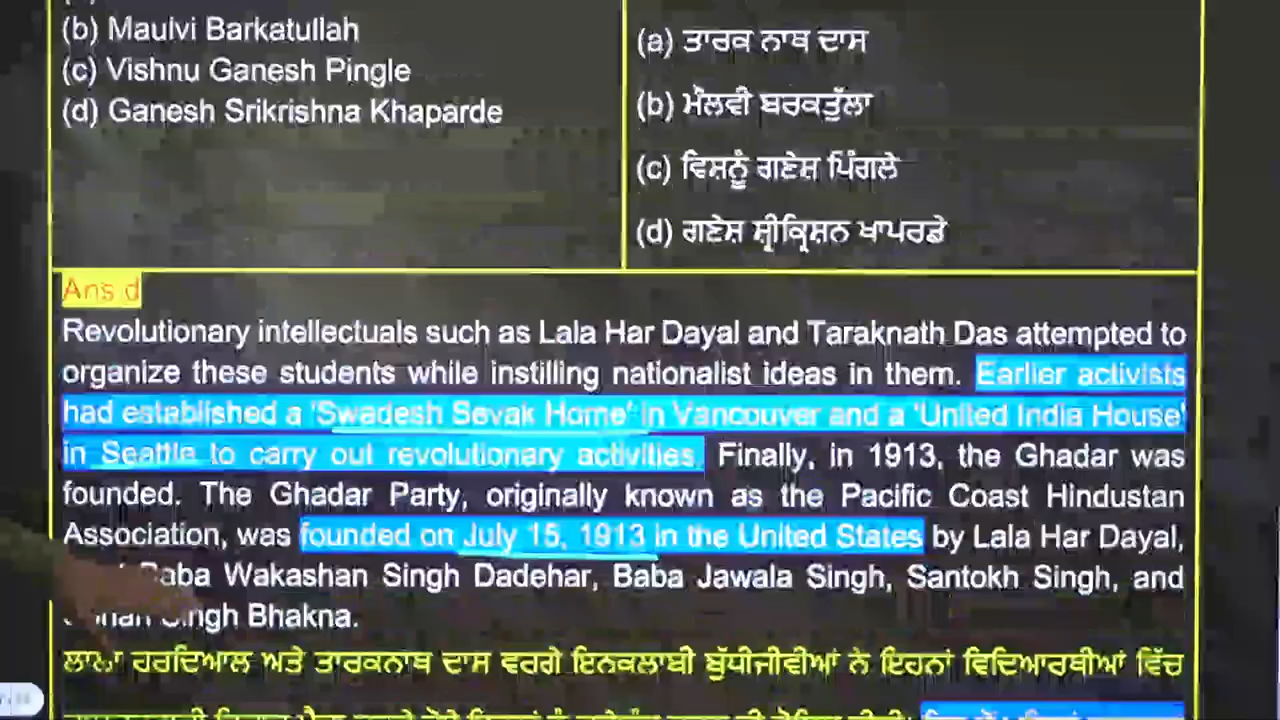 (b) Maulvi Barkatullah
(c) Vishnu Ganesh Pingle
(d) Ganesh Srikrishna Khaparde
(a) ਤਾਰਕ ਨਾਥ ਦਾਸ
(b) ਮੌਲਵੀ ਬਰਕਤੁੱਲਾ
(c) ਵਿਸ਼ਨੂੰ ਗਣੇਸ਼ ਪਿੰਗਲੇ
(d) ਗਣੇਸ਼ ਸ਼੍ਰੀਕ੍ਰਿਸ਼ਨ ਖਾਪਰਡੇ
Ans d
Revolutionary intellectuals such as Lala Har Dayal and Taraknath Das attempted to
organize these students while instilling nationalist ideas in them. Earlier activists
had established a 'Swadesh Sevak Home' in Vancouver and a 'United India House'
in Seattle to carry out revolutionary activities. Finally, in 1913, the Ghadar was
founded. The Ghadar Party, originally known as the Pacific Coast Hindustan
Association, was founded on July 15, 1913 in the United States by Lala Har Dayal,
Baba Wakashan Singh Dadehar, Baba Jawala Singh, Santokh Singh, and
Bhakna.
ਲਾਲਾ ਹਰਦਿਆਲ ਅਤੇ ਤਾਰਕਨਾਥ ਦਾਸ ਵਰਗੇ ਇਨਕਲਾਬੀ ਬੁੱਧੀਜੀਵੀਆਂ ਨੇ ਇਹਨਾਂ ਵਿਦਿਆਰਥੀਆਂ ਵਿੱਚ